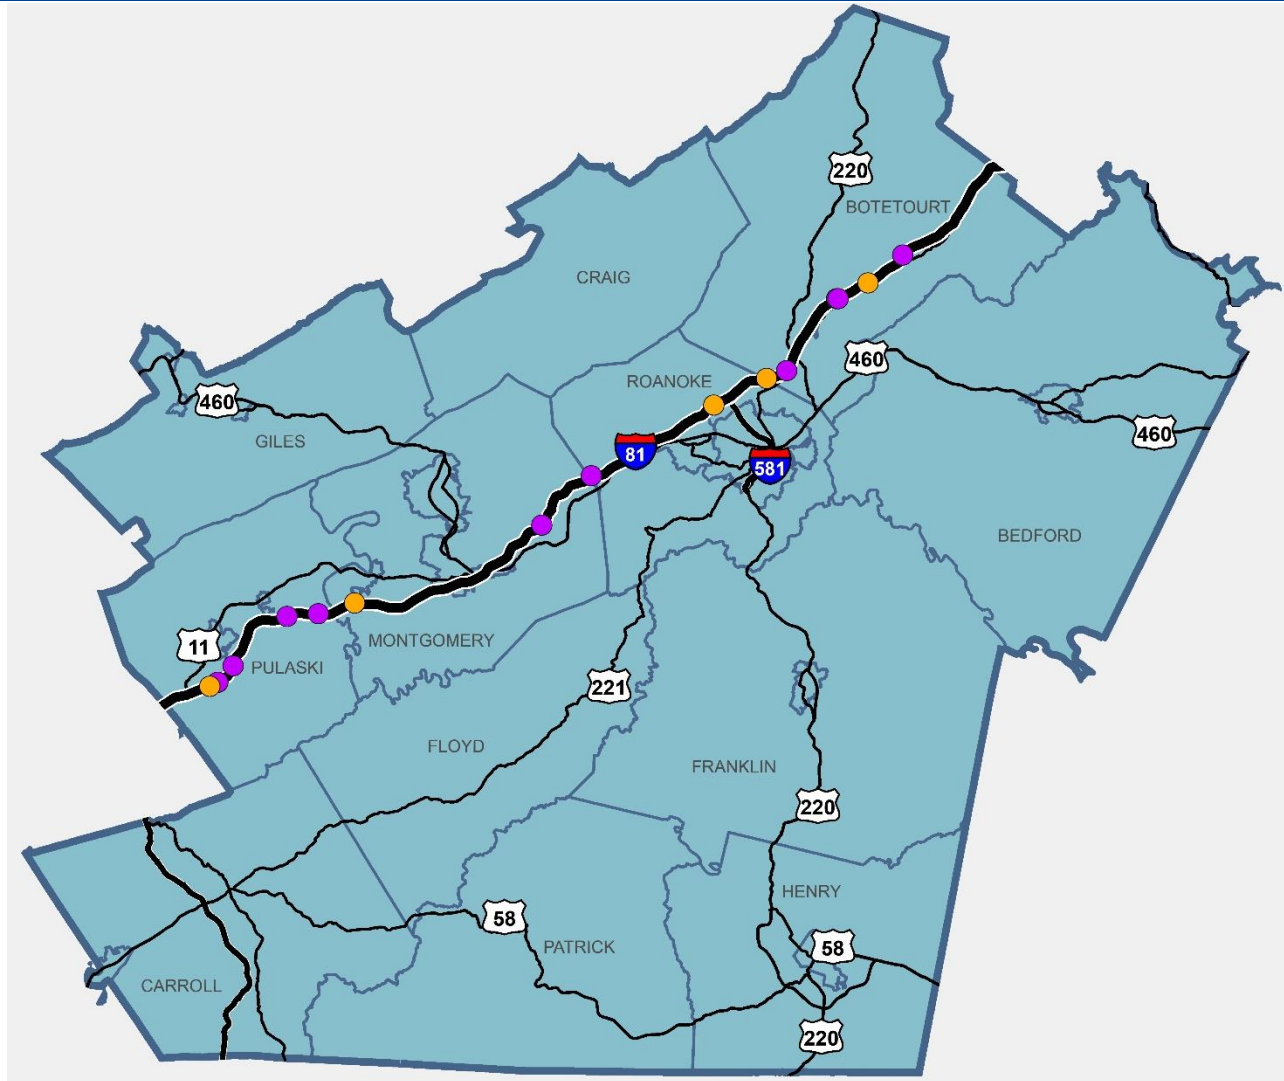 220
BOTETOURT
CRAIG
460
ROANOKE
460
GILES
460
81
581
BEDFORD
11
MONTGOMERY
PULASKI
221
FLOYD
FRANKLIN
220
HENRY
58
58
PATRICK
CARROLL
220